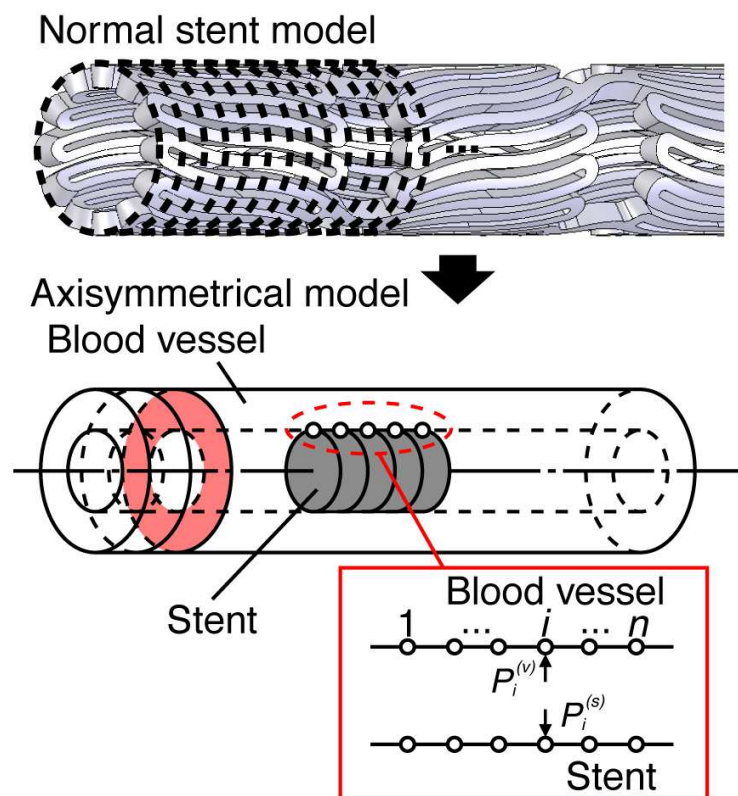 Normal stent model
...
Axisymmetrical model
Blood vessel
Stent
Blood vessel
1 ... i ... n
P_i^{(v)}
P_i^{(s)}
Stent